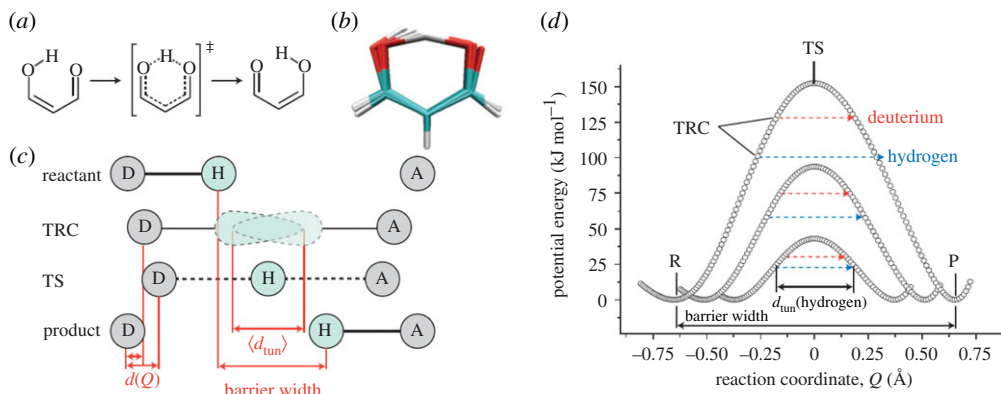 (a)
O H O
O H O
‡
O H O
(b)
(c)
reactant D H A
TRC D A
TS D H A
product D H A
d(Q)
⟨d_tun⟩
barrier width
(d)
TS
150
125
100
75
50
25
0
potential energy (kJ mol⁻¹)
TRC
deuterium
hydrogen
R
P
d_tun(hydrogen)
barrier width
–0.75 –0.50 –0.25 0 0.25 0.50 0.75
reaction coordinate, Q (Å)